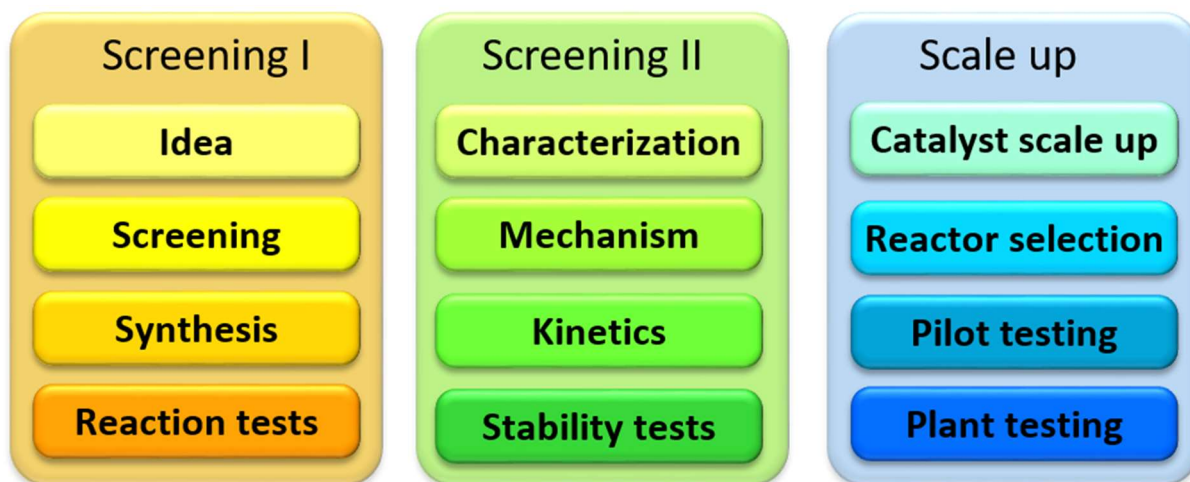 Screening I
Idea
Screening
Synthesis
Reaction tests
Screening II
Characterization
Mechanism
Kinetics
Stability tests
Scale up
Catalyst scale up
Reactor selection
Pilot testing
Plant testing